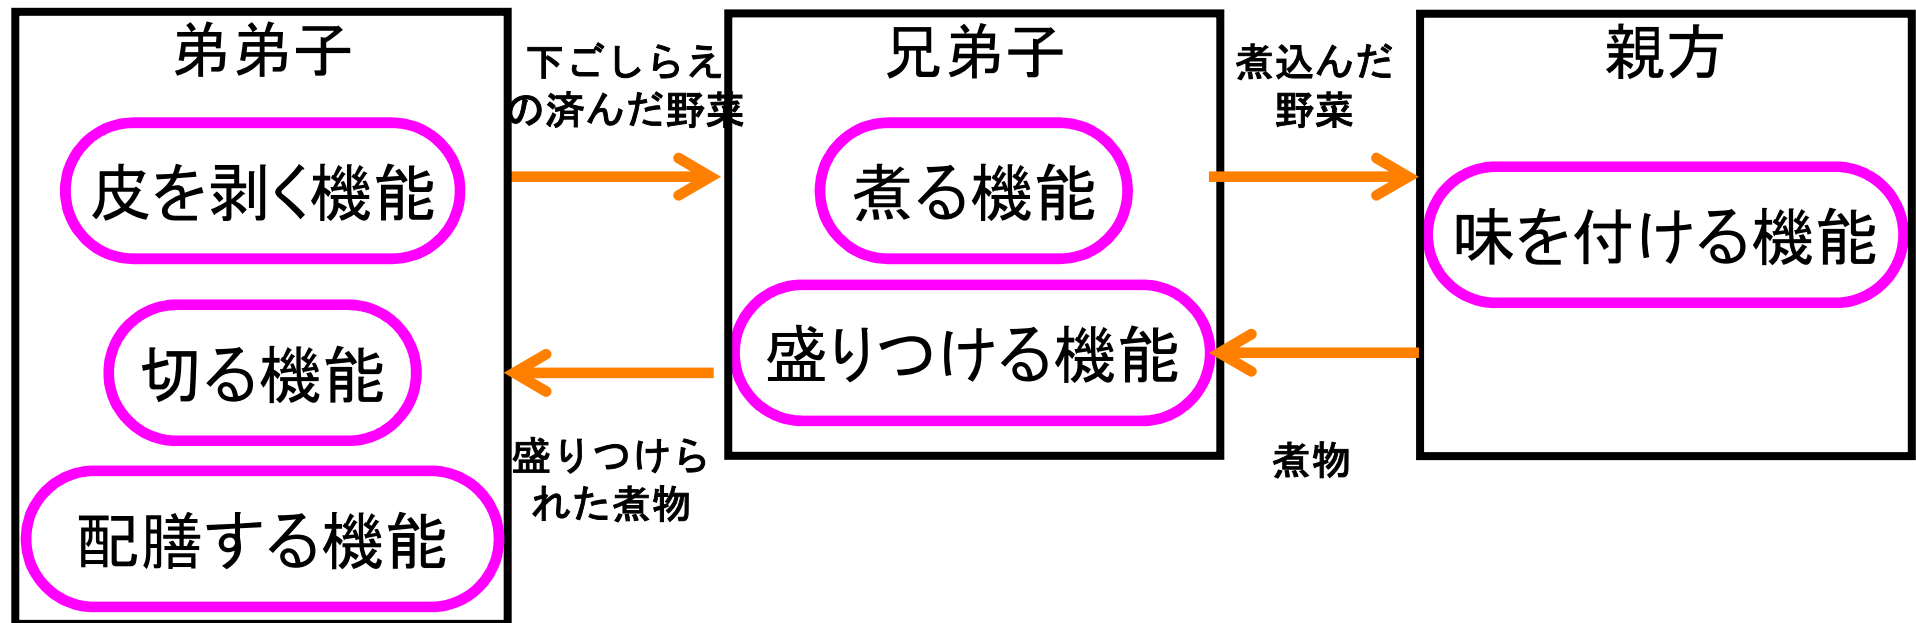 弟弟子
皮を剥く機能
切る機能
配膳する機能
下ごしらえ
の済んだ野菜
盛りつけら
れた煮物
兄弟子
煮る機能
盛りつける機能
煮込んだ
野菜
煮物
親方
味を付ける機能